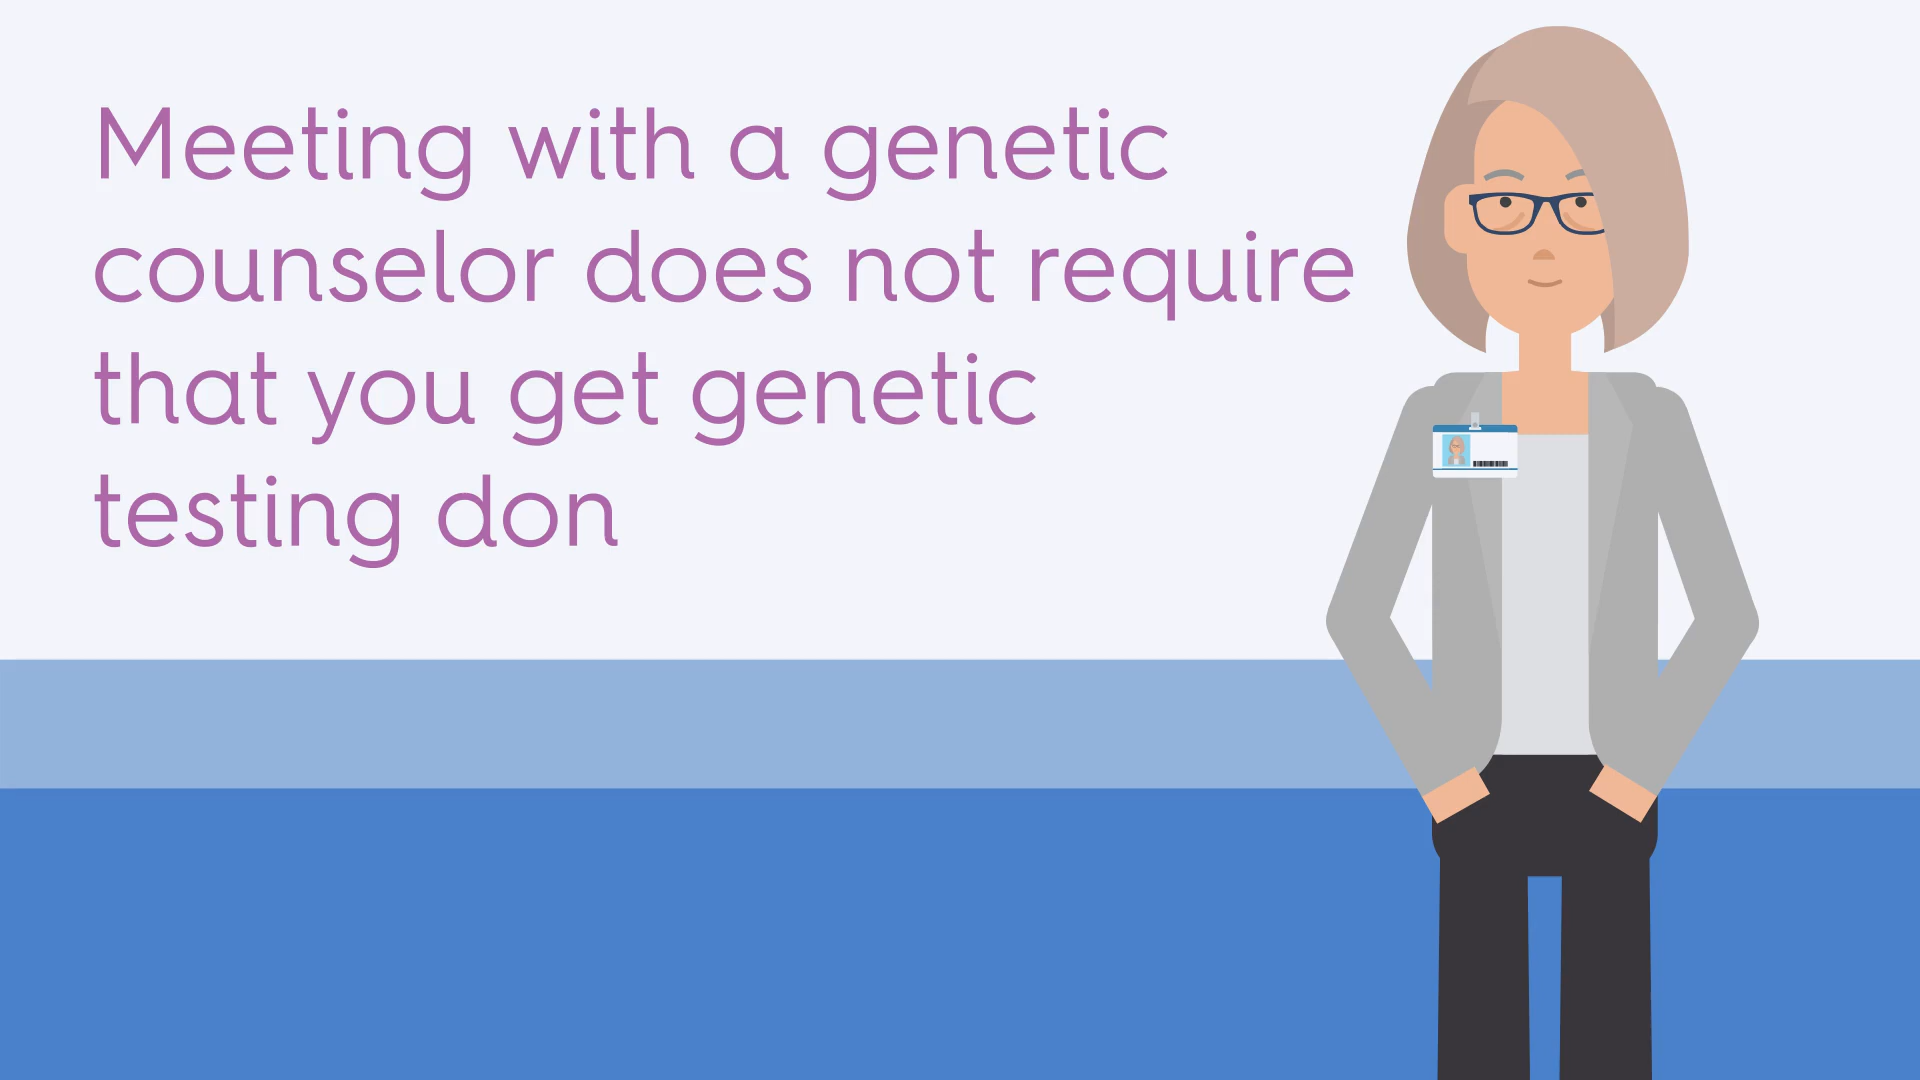 Meeting with a genetic
counselor does not require
that you get genetic
testing don